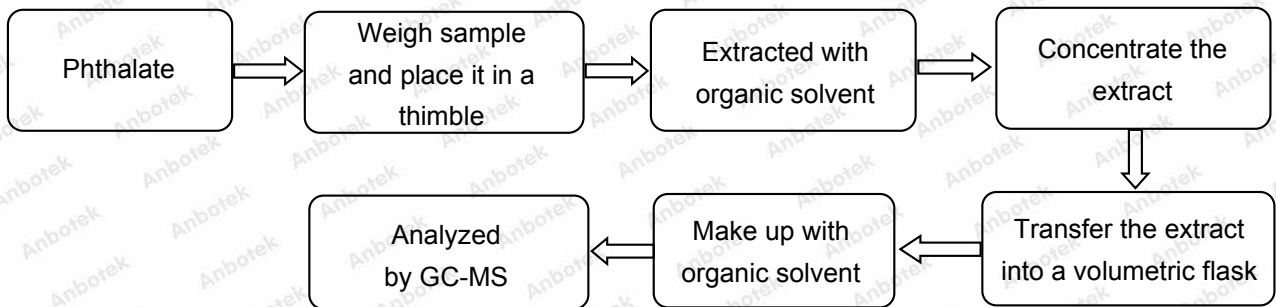 Phthalate
Weigh sample
and place it in a
thimble
Extracted with
organic solvent
Concentrate the
extract
Transfer the extract
into a volumetric flask
Make up with
organic solvent
Analyzed
by GC-MS
Anbotek